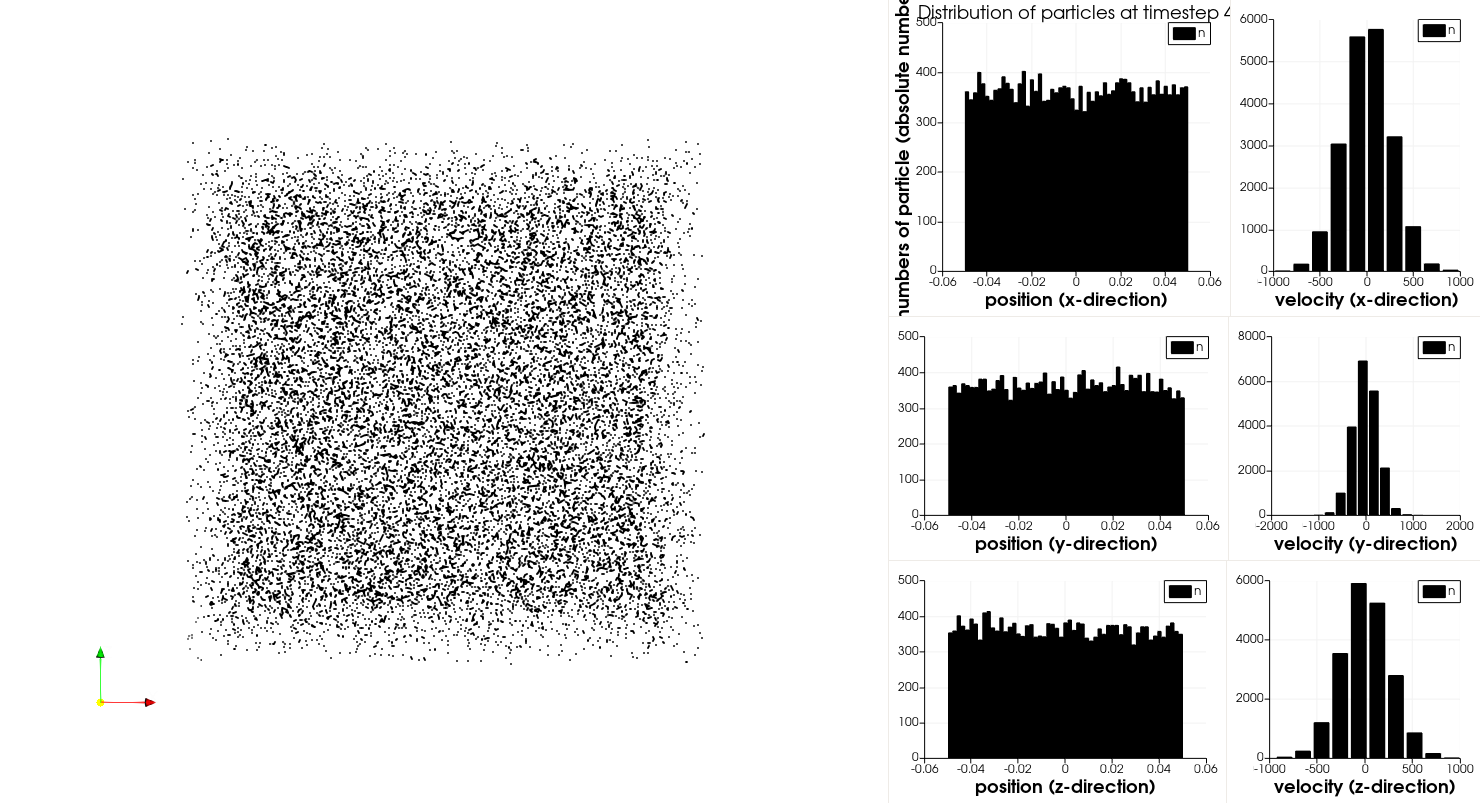 Distribution of particles at timestep 4
numbers of particle (absolute numbe
500
400
300
200
100
0
-0.06 -0.04 -0.02 0 0.02 0.04 0.06
position (x-direction)
n
6000
5000
4000
3000
2000
1000
0
-1000 -500 0 500 1000
velocity (x-direction)
n
500
400
300
200
100
0
-0.06 -0.04 -0.02 0 0.02 0.04 0.06
position (y-direction)
n
8000
6000
4000
2000
0
-2000 -1000 0 1000 2000
velocity (y-direction)
n
500
400
300
200
100
0
-0.06 -0.04 -0.02 0 0.02 0.04 0.06
position (z-direction)
n
6000
4000
2000
0
-1000 -500 0 500 1000
velocity (z-direction)
n